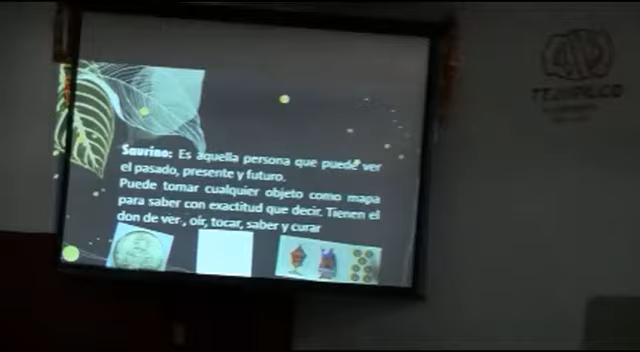 Saurino: Es aquella persona que puede ver
el pasado, presente y futuro.
Puede tomar cualquier objeto como mapa
para saber con exactitud que decir. Tienen el
don de ver , oír, tocar, saber y curar
TEJUPILCO